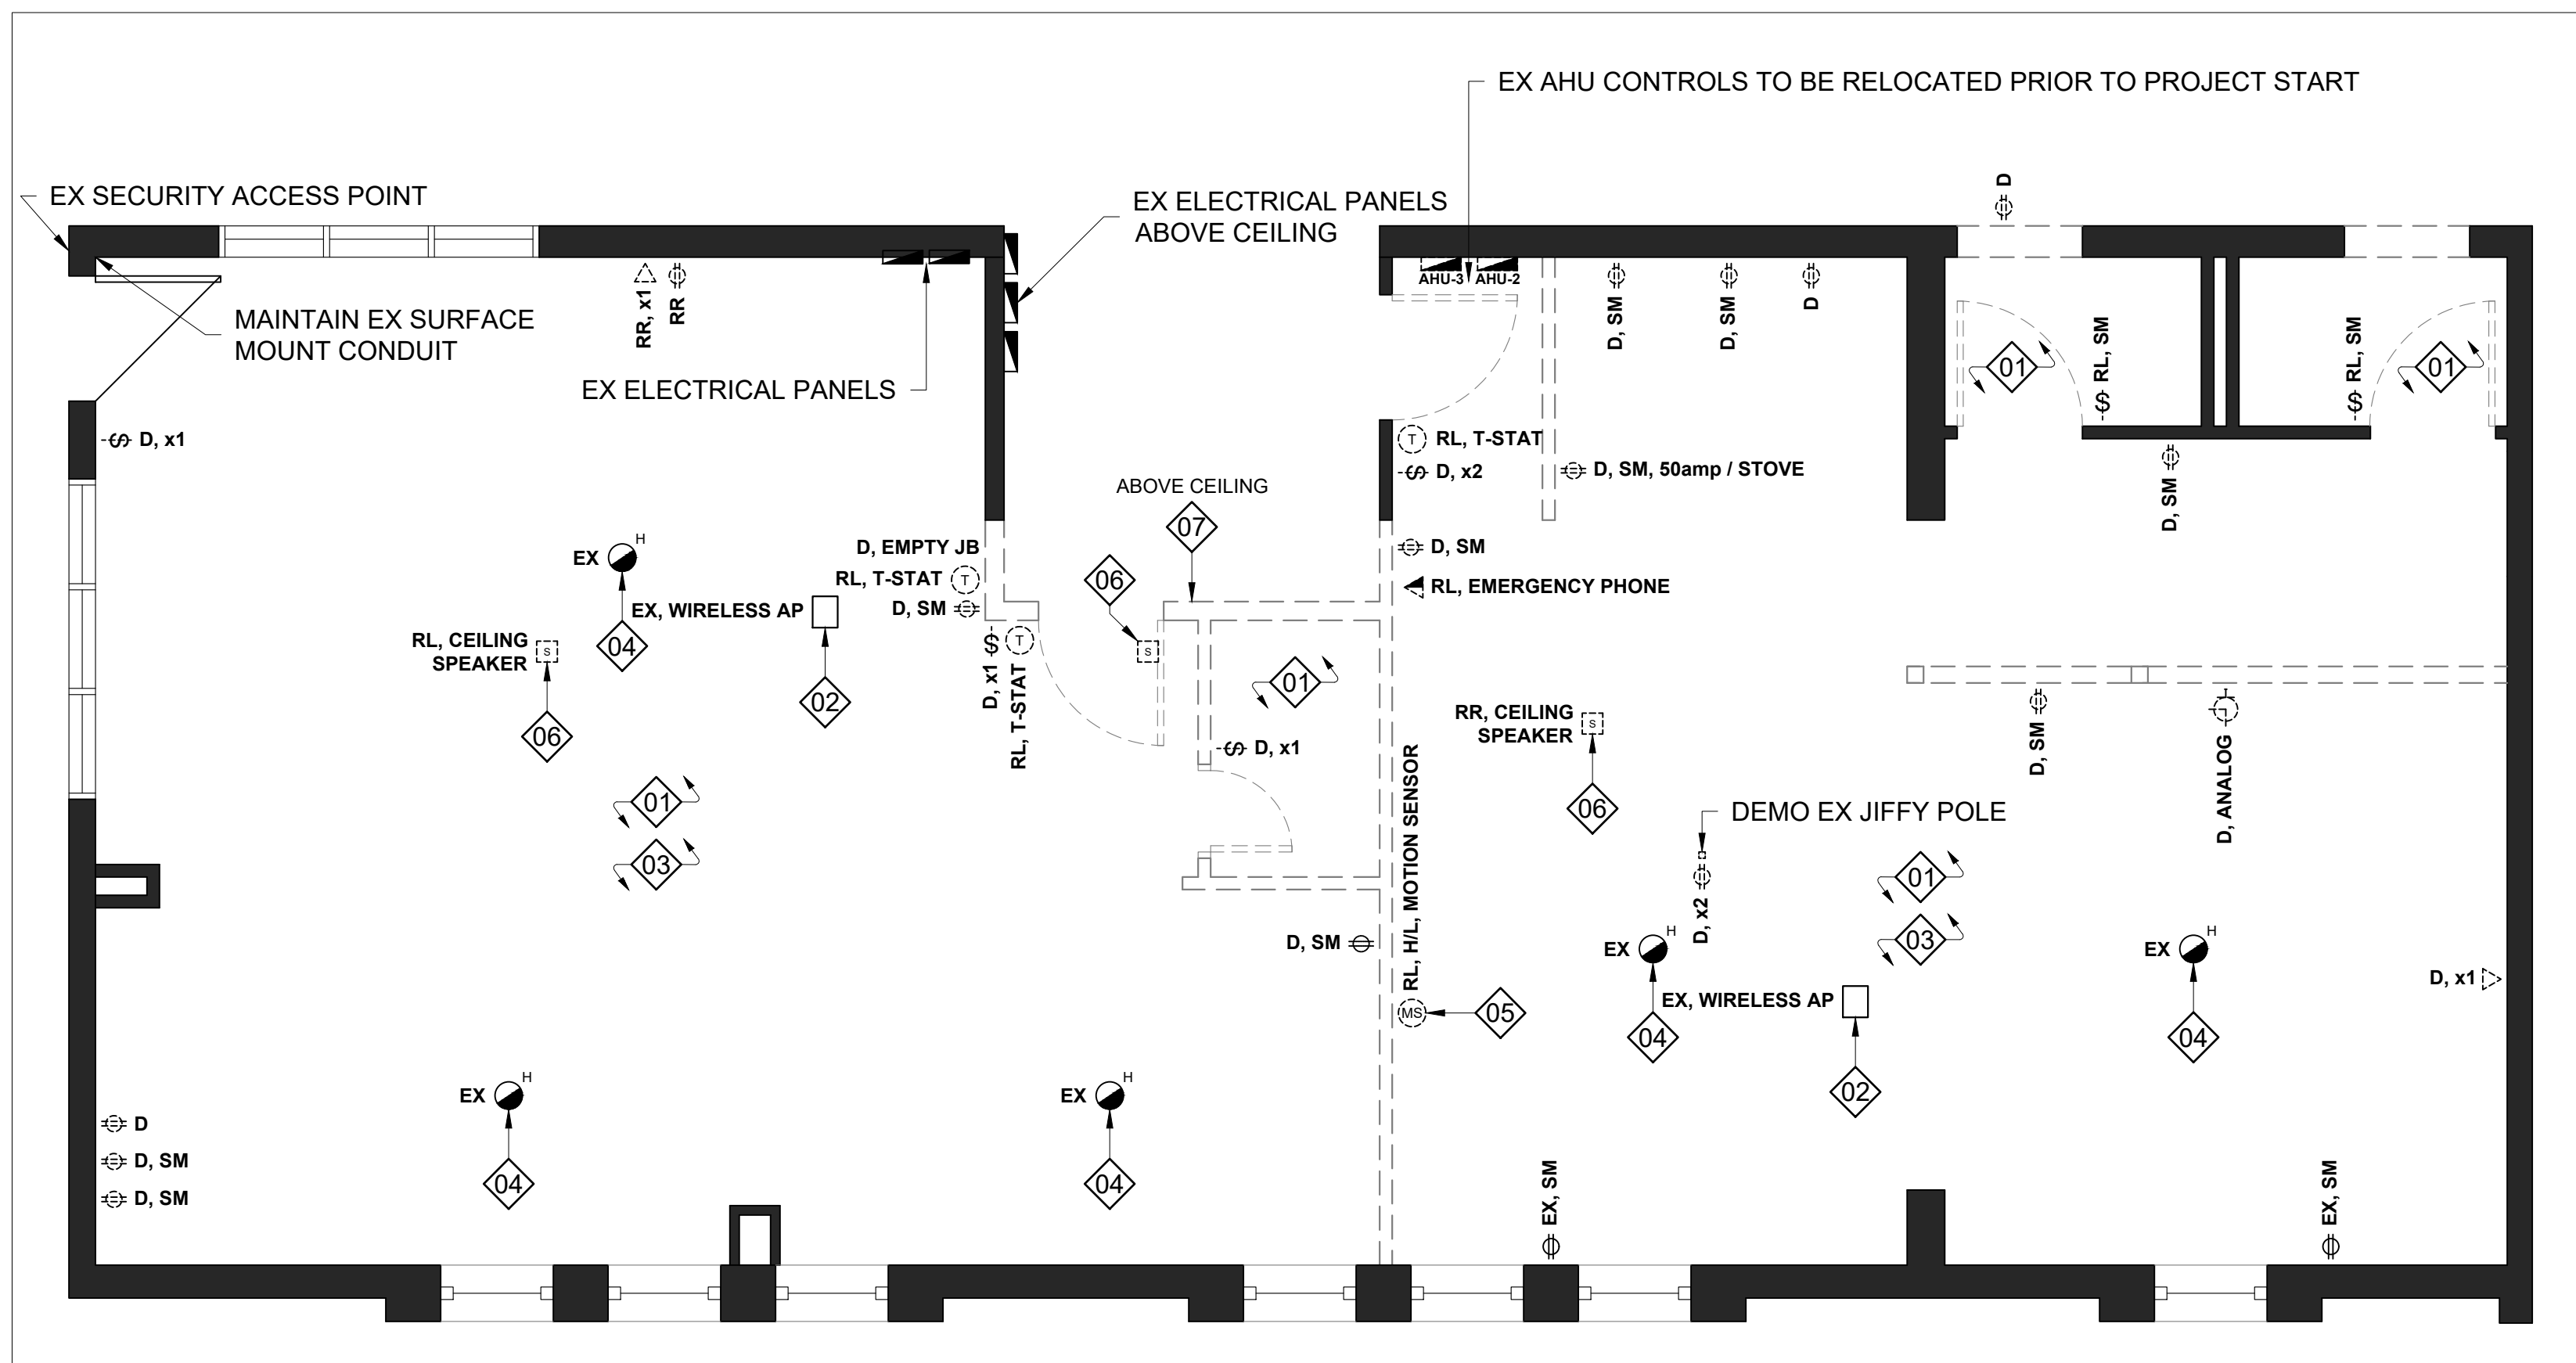 EX AHU CONTROLS TO BE RELOCATED PRIOR TO PROJECT START
EX SECURITY ACCESS POINT
EX ELECTRICAL PANELS
ABOVE CEILING
D
MAINTAIN EX SURFACE
MOUNT CONDUIT
RR, x1
RR
EX ELECTRICAL PANELS
AHU-3
AHU-2
D, SM
D, SM
D
01
RL, SM
RL, SM
01
D, x1
T
RL, T-STAT
$
D, x2
D, SM, 50amp / STOVE
D, SM
ABOVE CEILING
07
EX
H
04
D, EMPTY JB
RL, T-STAT
T
D, SM
06
S
D, SM
RL, EMERGENCY PHONE
EX, WIRELESS AP
02
RL, CEILING
SPEAKER
S
06
D, x1
$
T
RL, T-STAT
01
$
D, x1
RR, CEILING
SPEAKER
S
06
D, SM
D, ANALOG
01
03
RL, H/L, MOTION SENSOR
MS
05
DEMO EX JIFFY POLE
D, x2
01
03
D, SM
EX
H
04
EX, WIRELESS AP
02
EX
H
04
D, x1
EX
H
04
EX
H
04
D
D, SM
D, SM
EX, SM
EX, SM